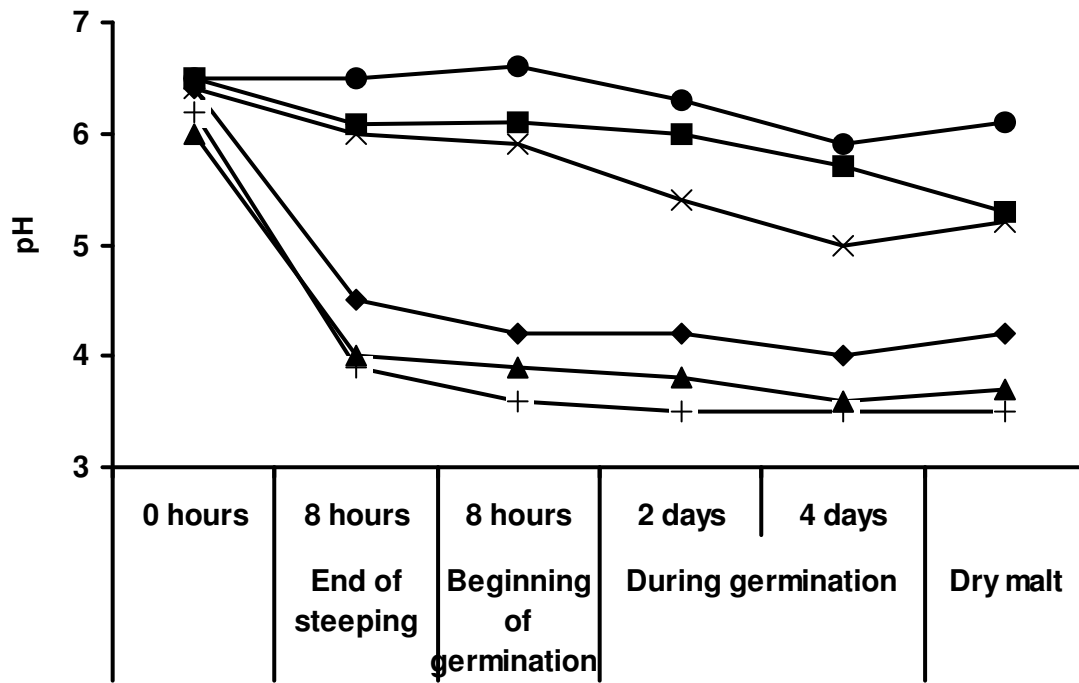 7
6
5
4
3
pH
0 hours 8 hours 8 hours 2 days 4 days
End of steeping
Beginning of germination
During germination
Dry malt